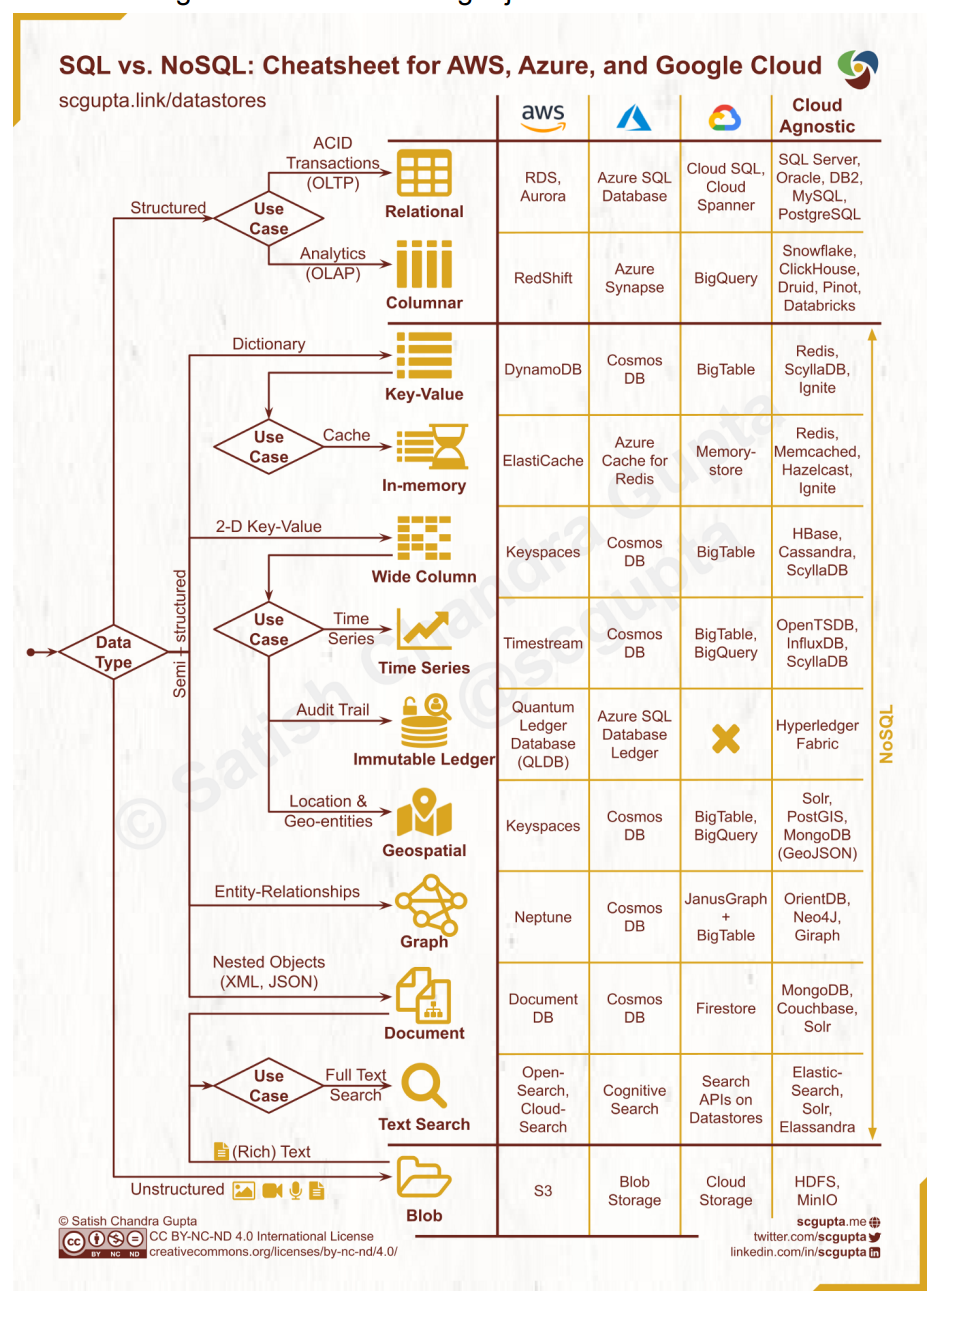 SQL vs. NoSQL: Cheatsheet for AWS, Azure, and Google Cloud
scgupta.link/datastores
aws
Cloud
Agnostic
Structured
Use
Case
ACID
Transactions
(OLTP)
Relational
RDS,
Aurora
Azure SQL
Database
Cloud SQL,
Cloud
Spanner
SQL Server,
Oracle, DB2,
MySQL,
PostgreSQL
Analytics
(OLAP)
Columnar
RedShift
Azure
Synapse
BigQuery
Snowflake,
ClickHouse,
Druid, Pinot,
Databricks
Dictionary
Key-Value
DynamoDB
Cosmos
DB
BigTable
Redis,
ScyllaDB,
Ignite
Use
Case
Cache
In-memory
ElastiCache
Azure
Cache for
Redis
Memory-
store
Redis,
Memcached,
Hazelcast,
Ignite
2-D Key-Value
Wide Column
Keyspaces
Cosmos
DB
BigTable
HBase,
Cassandra,
ScyllaDB
Data
Type
Semi - structured
Use
Case
Time
Series
Time Series
Timestream
Cosmos
DB
BigTable,
BigQuery
OpenTSDB,
InfluxDB,
ScyllaDB
Audit Trail
Immutable Ledger
Quantum
Ledger
Database
(QLDB)
Azure SQL
Database
Ledger
Hyperledger
Fabric
NoSQL
Location &
Geo-entities
Geospatial
Keyspaces
Cosmos
DB
BigTable,
BigQuery
Solr,
PostGIS,
MongoDB
(GeoJSON)
Entity-Relationships
Graph
Neptune
Cosmos
DB
JanusGraph
+
BigTable
OrientDB,
Neo4J,
Giraph
Nested Objects
(XML, JSON)
Document
Document
DB
Cosmos
DB
Firestore
MongoDB,
Couchbase,
Solr
Use
Case
Full Text
Search
Text Search
Open-
Search,
Cloud-
Search
Cognitive
Search
Search
APIs on
Datastores
Elastic-
Search,
Solr,
Elassandra
(Rich) Text
Unstructured
Blob
S3
Blob
Storage
Cloud
Storage
HDFS,
MinIO
© Satish Chandra Gupta
@scgupta
© Satish Chandra Gupta
cc BY NC ND
CC BY-NC-ND 4.0 International License
creativecommons.org/licenses/by-nc-nd/4.0/
scgupta.me
twitter.com/scgupta
linkedin.com/in/scgupta